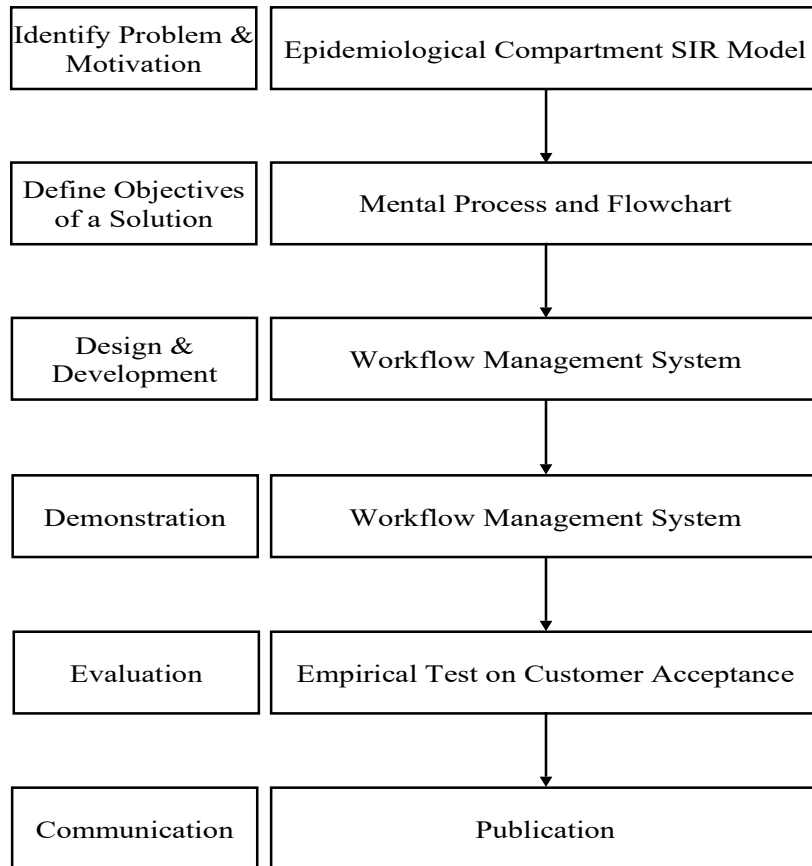 Identify Problem &
Motivation
Epidemiological Compartment SIR Model
Define Objectives
of a Solution
Mental Process and Flowchart
Design &
Development
Workflow Management System
Demonstration
Workflow Management System
Evaluation
Empirical Test on Customer Acceptance
Communication
Publication